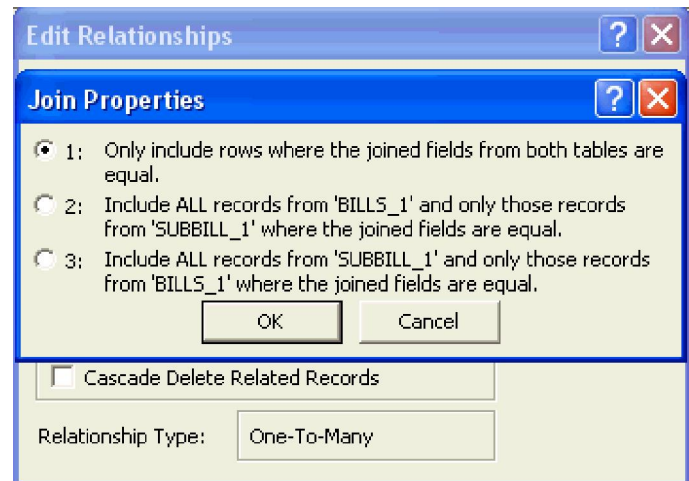 Edit Relationships
Join Properties
1: Only include rows where the joined fields from both tables are
equal.
2: Include ALL records from 'BILLS_1' and only those records
from 'SUBBILL_1' where the joined fields are equal.
3: Include ALL records from 'SUBBILL_1' and only those records
from 'BILLS_1' where the joined fields are equal.
OK Cancel
Cascade Delete Related Records
Relationship Type: One-To-Many